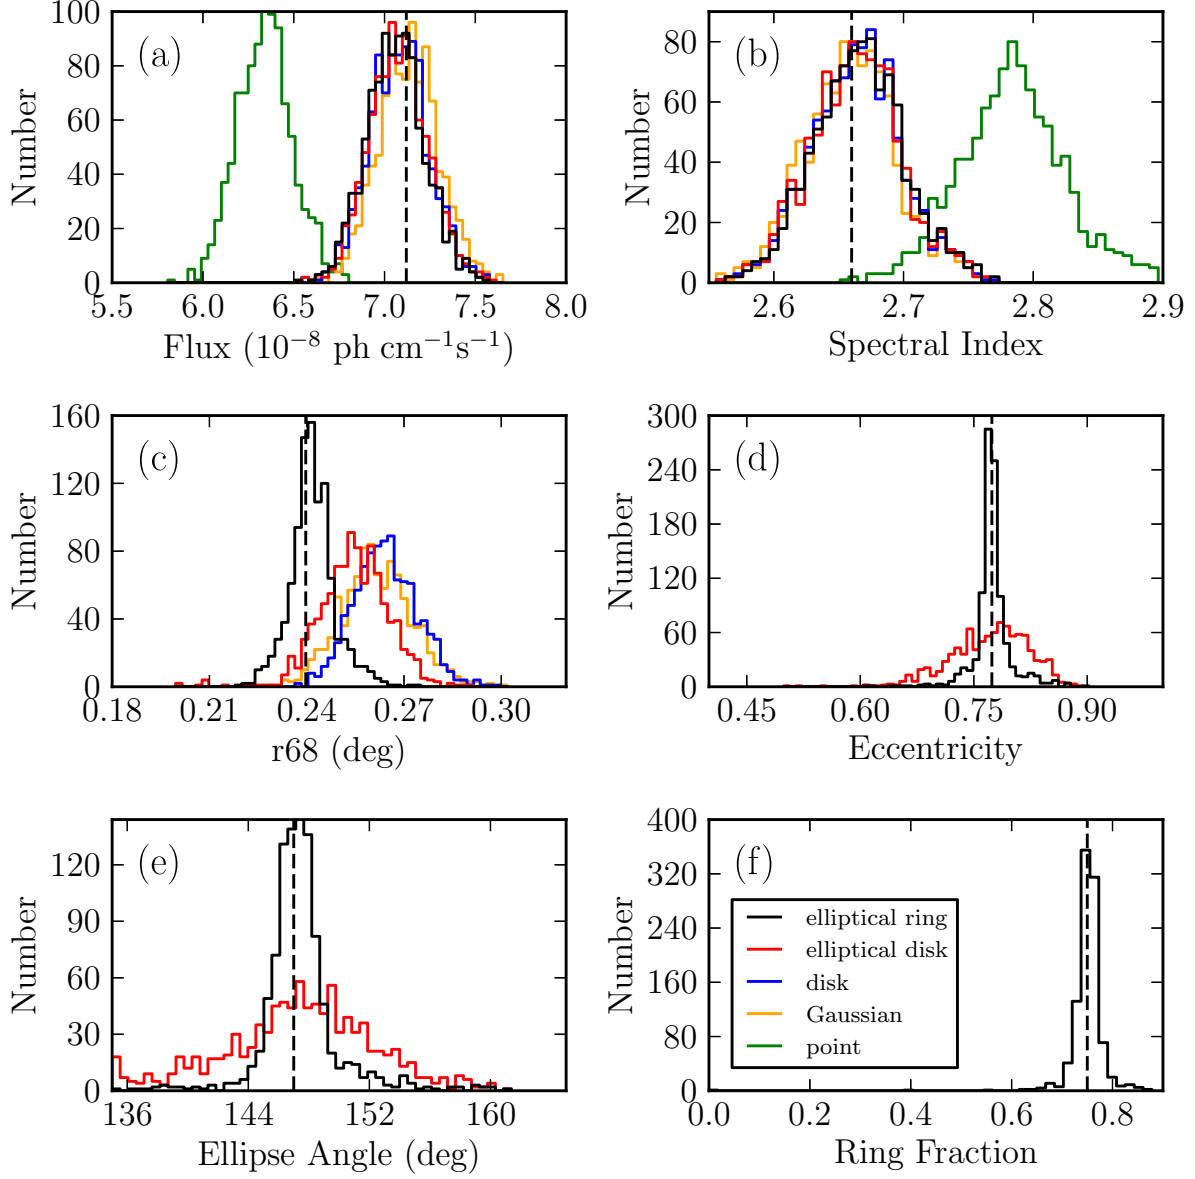 (a)
Number
0 20 40 60 80 100
5.5 6.0 6.5 7.0 7.5 8.0
Flux (10⁻⁸ ph cm⁻¹s⁻¹)
(b)
Number
0 20 40 60 80
2.6 2.7 2.8 2.9
Spectral Index
(c)
Number
0 40 80 120 160
0.18 0.21 0.24 0.27 0.30
r68 (deg)
(d)
Number
0 60 120 180 240 300
0.45 0.60 0.75 0.90
Eccentricity
(e)
Number
0 30 60 90 120
136 144 152 160
Ellipse Angle (deg)
(f)
Number
0 80 160 240 320 400
0.0 0.2 0.4 0.6 0.8
Ring Fraction
elliptical ring
elliptical disk
disk
Gaussian
point